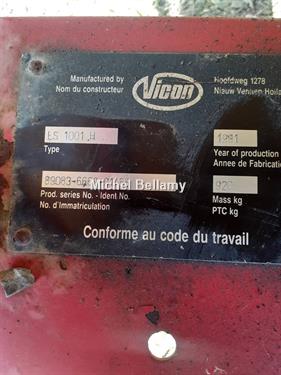 Manufactured by
Nom du constructeur
Vicon
Hoofdweg 1278
Nieuw Vennep Holland
ES 1001 H
Type
1991
Year of production
Annee de Fabrication
Michel Bellamy
Prod. series No. - Ident No.
No. d'Immatriculation
920
Mass kg
PTC kg
Conforme au code du travail